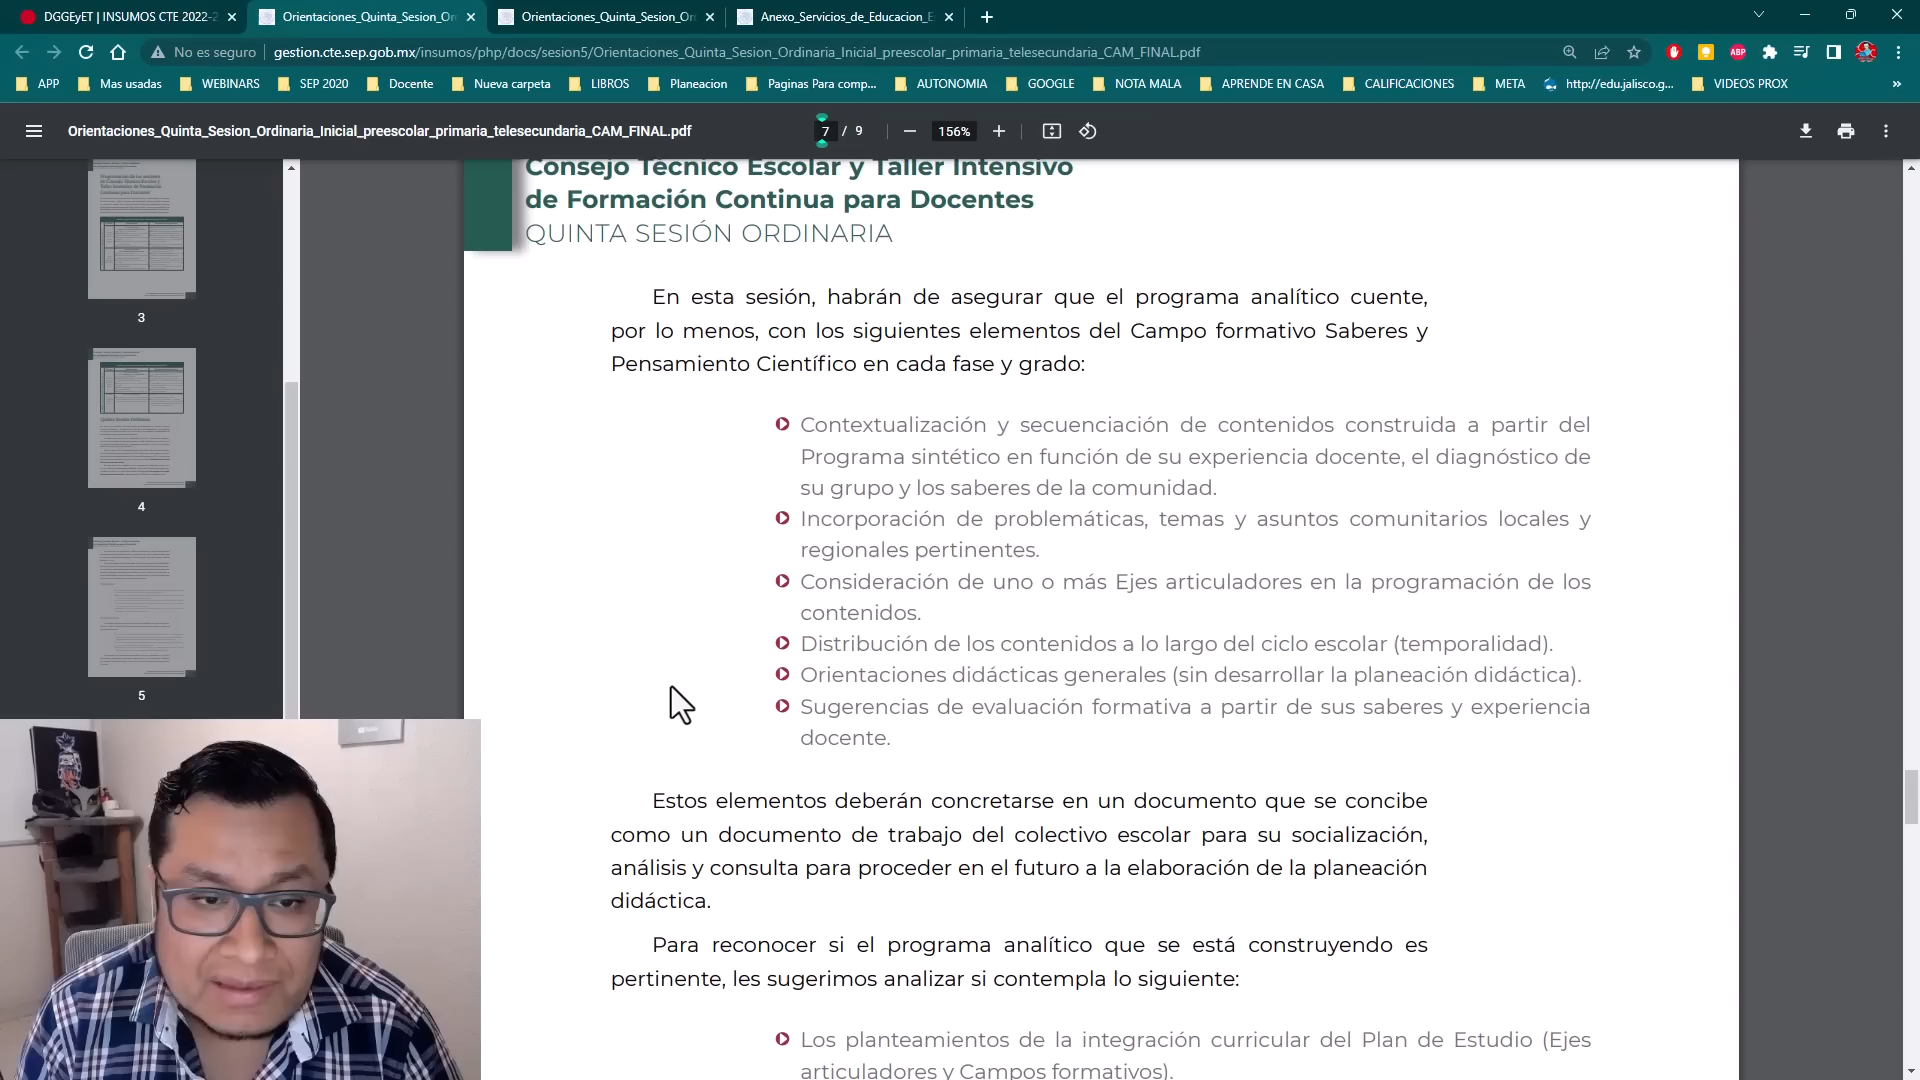 DGGEyET | INSUMOS CTE 2022-2
Orientaciones_Quinta_Sesion_Or
Orientaciones_Quinta_Sesion_Or
Anexo_Servicios_de_Educacion_E
No es seguro
gestion.cte.sep.gob.mx/insumos/php/docs/sesion5/Orientaciones_Quinta_Sesion_Ordinaria_Inicial_preescolar_primaria_telesecundaria_CAM_FINAL.pdf
ABP
APP
Mas usadas
WEBINARS
SEP 2020
Docente
Nueva carpeta
LIBROS
Planeacion
Paginas Para comp...
AUTONOMIA
GOOGLE
NOTA MALA
APRENDE EN CASA
CALIFICACIONES
META
http://edu.jalisco.g...
VIDEOS PROX
»
Orientaciones_Quinta_Sesion_Ordinaria_Inicial_preescolar_primaria_telesecundaria_CAM_FINAL.pdf
7 / 9
156%
3
4
5
Consejo Técnico Escolar y Taller Intensivo
de Formación Continua para Docentes
QUINTA SESIÓN ORDINARIA
En esta sesión, habrán de asegurar que el programa analítico cuente,
por lo menos, con los siguientes elementos del Campo formativo Saberes y
Pensamiento Científico en cada fase y grado:
Contextualización y secuenciación de contenidos construida a partir del
Programa sintético en función de su experiencia docente, el diagnóstico de
su grupo y los saberes de la comunidad.
Incorporación de problemáticas, temas y asuntos comunitarios locales y
regionales pertinentes.
Consideración de uno o más Ejes articuladores en la programación de los
contenidos.
Distribución de los contenidos a lo largo del ciclo escolar (temporalidad).
Orientaciones didácticas generales (sin desarrollar la planeación didáctica).
Sugerencias de evaluación formativa a partir de sus saberes y experiencia
docente.
Estos elementos deberán concretarse en un documento que se concibe
como un documento de trabajo del colectivo escolar para su socialización,
análisis y consulta para proceder en el futuro a la elaboración de la planeación
didáctica.
Para reconocer si el programa analítico que se está construyendo es
pertinente, les sugerimos analizar si contempla lo siguiente:
Los planteamientos de la integración curricular del Plan de Estudio (Ejes
articuladores y Campos formativos).